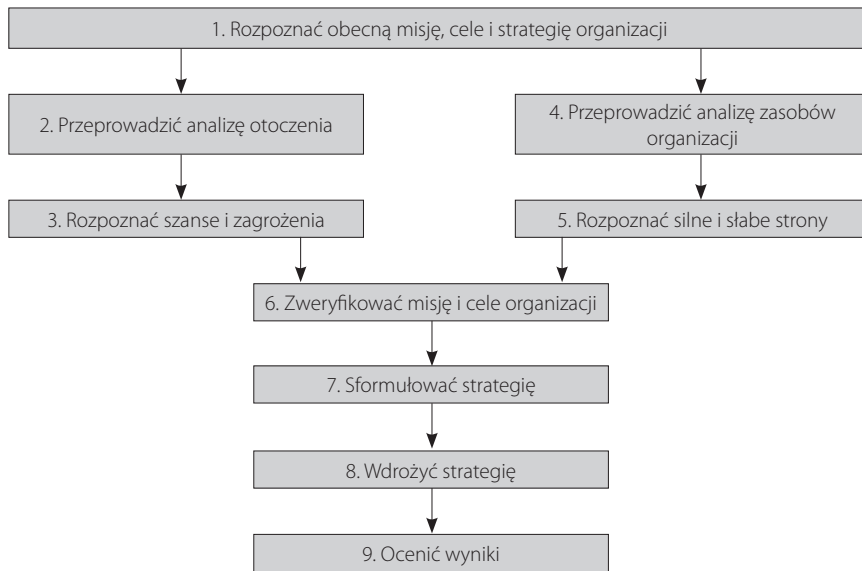 1. Rozpoznać obecną misję, cele i strategię organizacji
2. Przeprowadzić analizę otoczenia
4. Przeprowadzić analizę zasobów
organizacji
3. Rozpoznać szanse i zagrożenia
5. Rozpoznać silne i słabe strony
6. Zweryfikować misję i cele organizacji
7. Sformułować strategię
8. Wdrożyć strategię
9. Ocenić wyniki